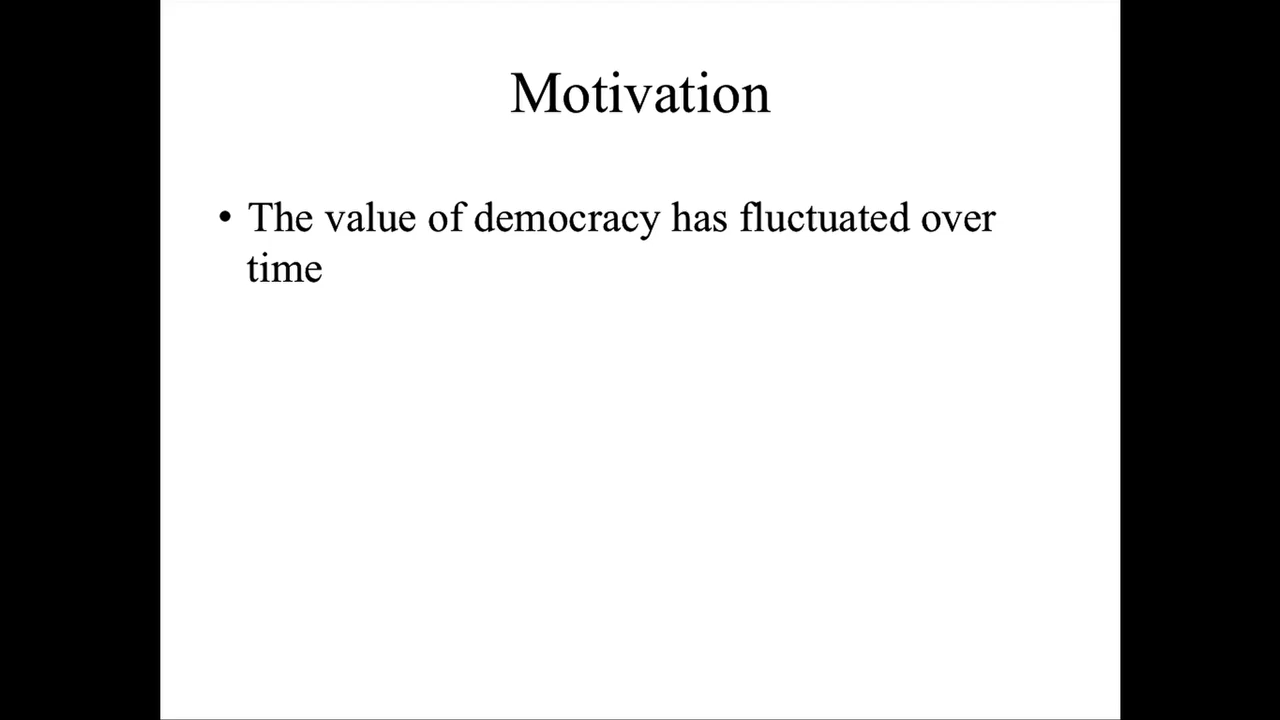 Motivation
• The value of democracy has fluctuated over
time